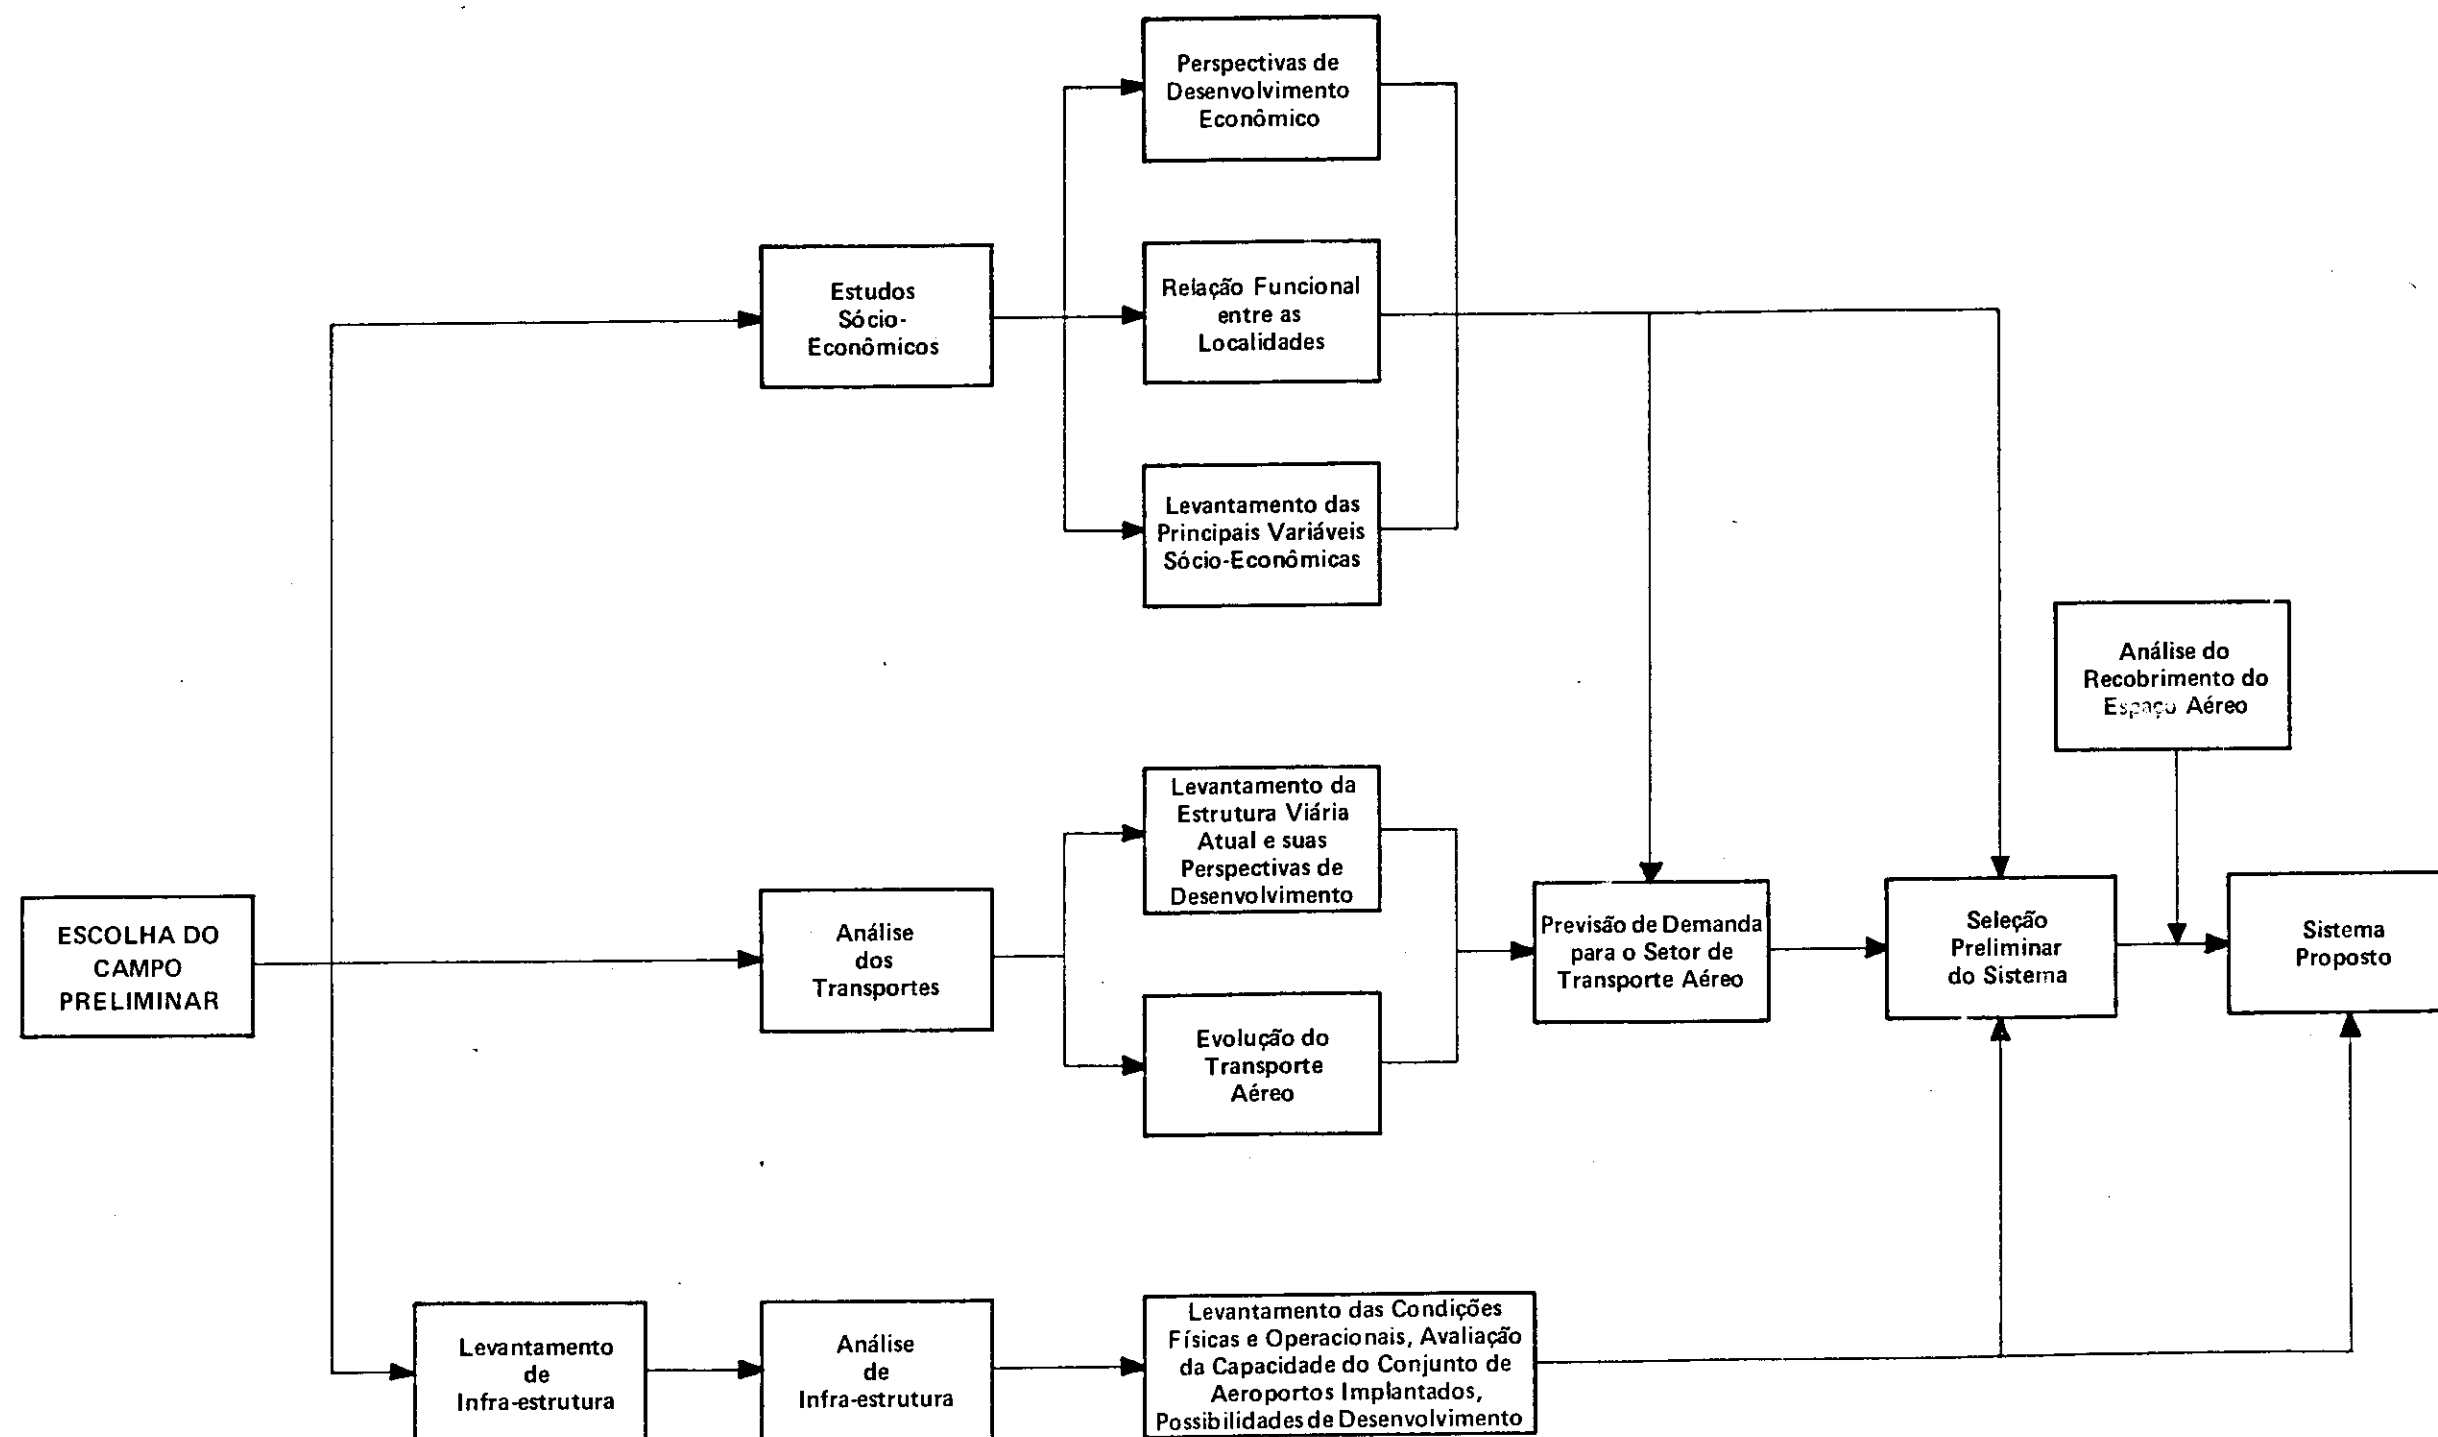 Perspectivas de
Desenvolvimento
Econômico
Estudos
Sócio-
Econômicos
Relação Funcional
entre as
Localidades
Levantamento das
Principais Variáveis
Sócio-Econômicas
Análise do
Recobrimento do
Espaço Aéreo
Levantamento da
Estrutura Viária
Atual e suas
Perspectivas de
Desenvolvimento
ESCOLHA DO
CAMPO
PRELIMINAR
Análise
dos
Transportes
Evolução do
Transporte
Aéreo
Previsão de Demanda
para o Setor de
Transporte Aéreo
Seleção
Preliminar
do Sistema
Sistema
Proposto
Levantamento
de
Infra-estrutura
Análise
de
Infra-estrutura
Levantamento das Condições
Físicas e Operacionais, Avaliação
da Capacidade do Conjunto de
Aeroportos Implantados,
Possibilidades de Desenvolvimento